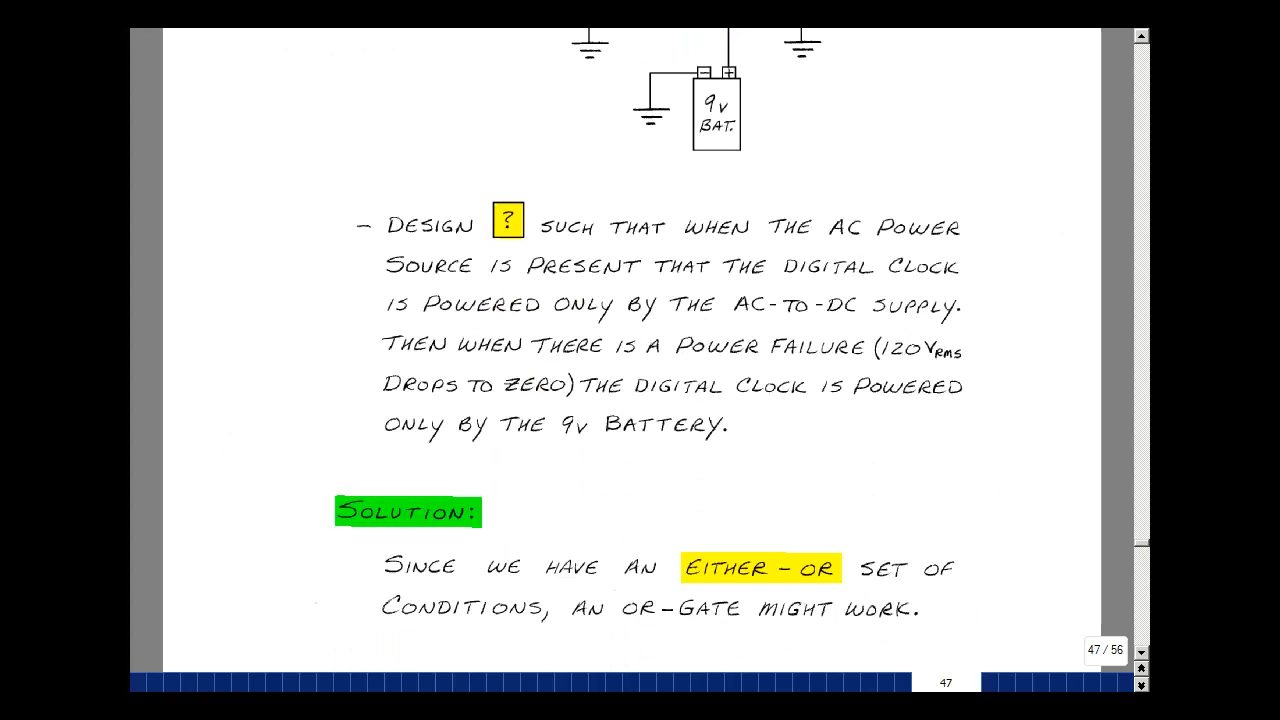 - +
9V
BAT.
- DESIGN ? SUCH THAT WHEN THE AC POWER
SOURCE IS PRESENT THAT THE DIGITAL CLOCK
IS POWERED ONLY BY THE AC-TO-DC SUPPLY.
THEN WHEN THERE IS A POWER FAILURE (120VRMS
DROPS TO ZERO) THE DIGITAL CLOCK IS POWERED
ONLY BY THE 9V BATTERY.
SOLUTION:
SINCE WE HAVE AN EITHER-OR SET OF
CONDITIONS, AN OR-GATE MIGHT WORK.
47 / 56
47